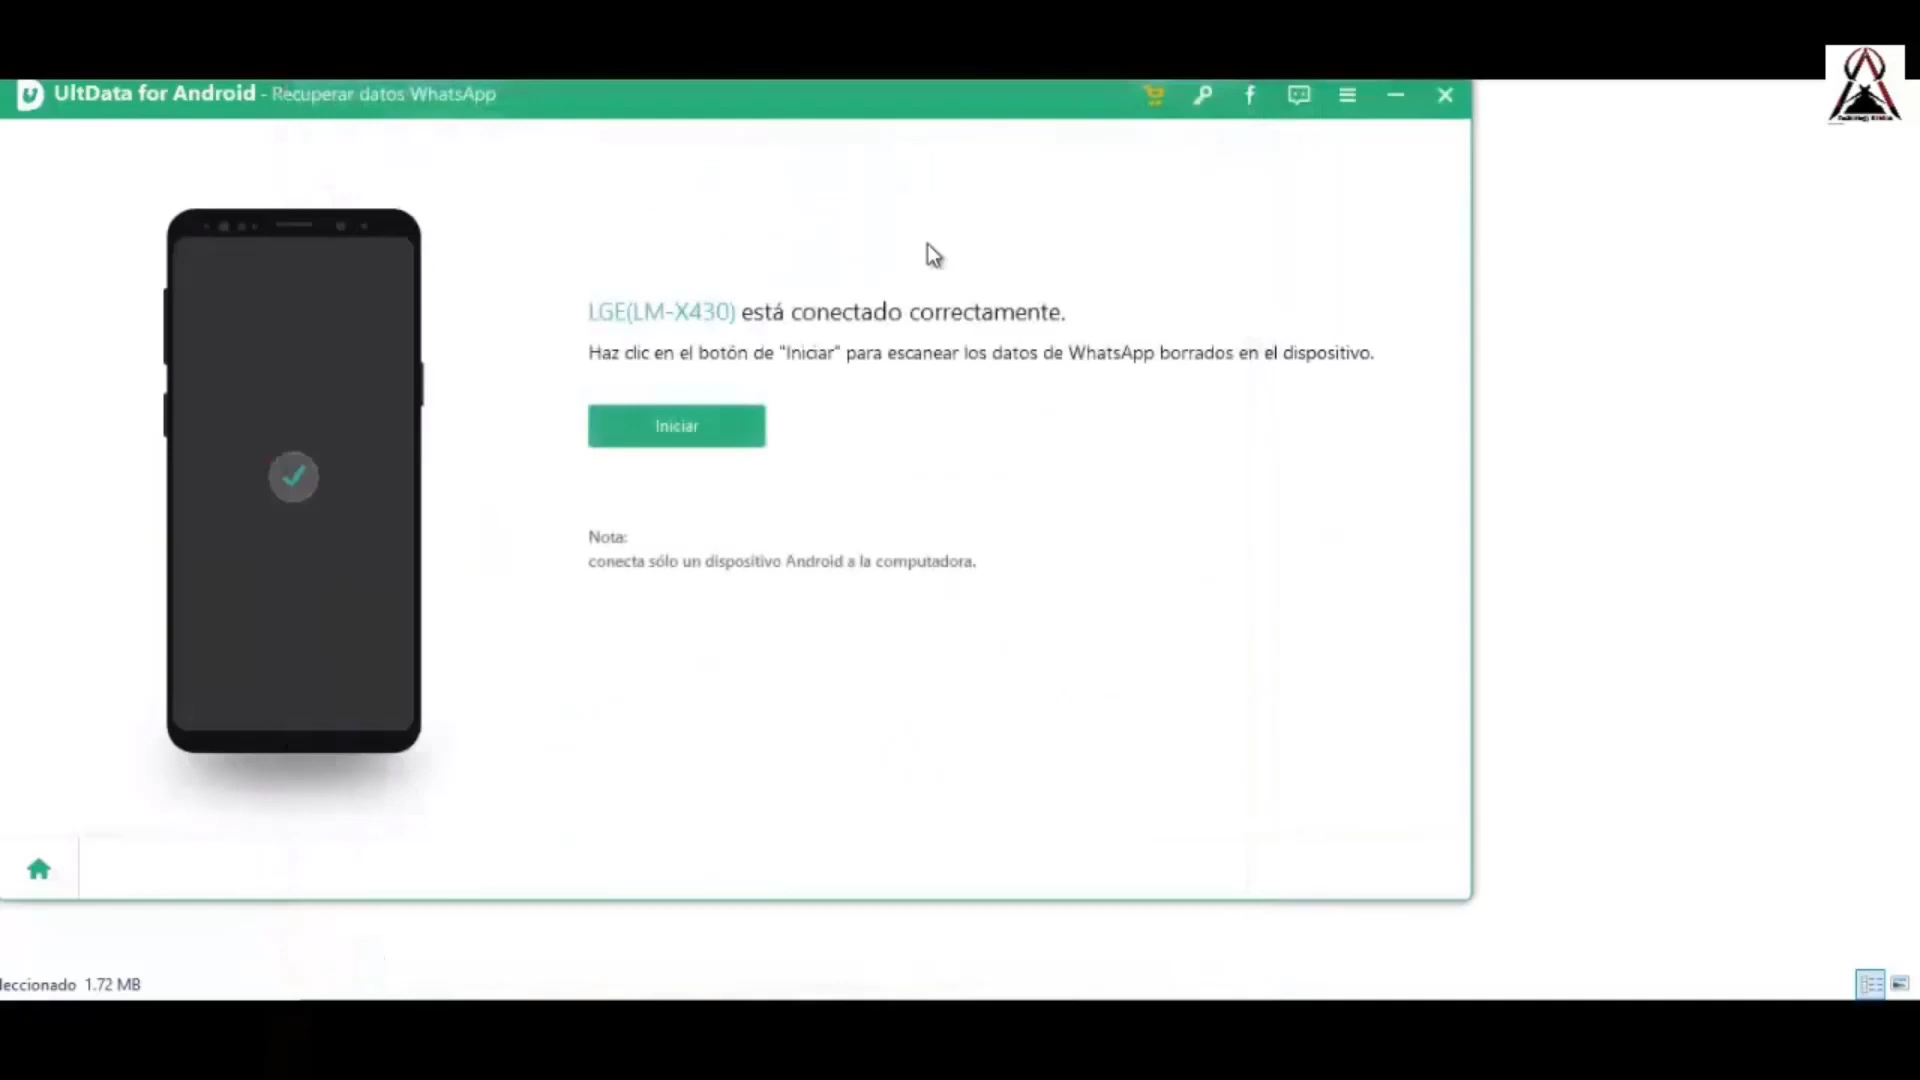 UltData for Android - Recuperar datos WhatsApp
LGE(LM-X430) está conectado correctamente.
Haz clic en el botón de "Iniciar" para escanear los datos de WhatsApp borrados en el dispositivo.
Iniciar
Nota:
conecta sólo un dispositivo Android a la computadora.
leccionado 1.72 MB